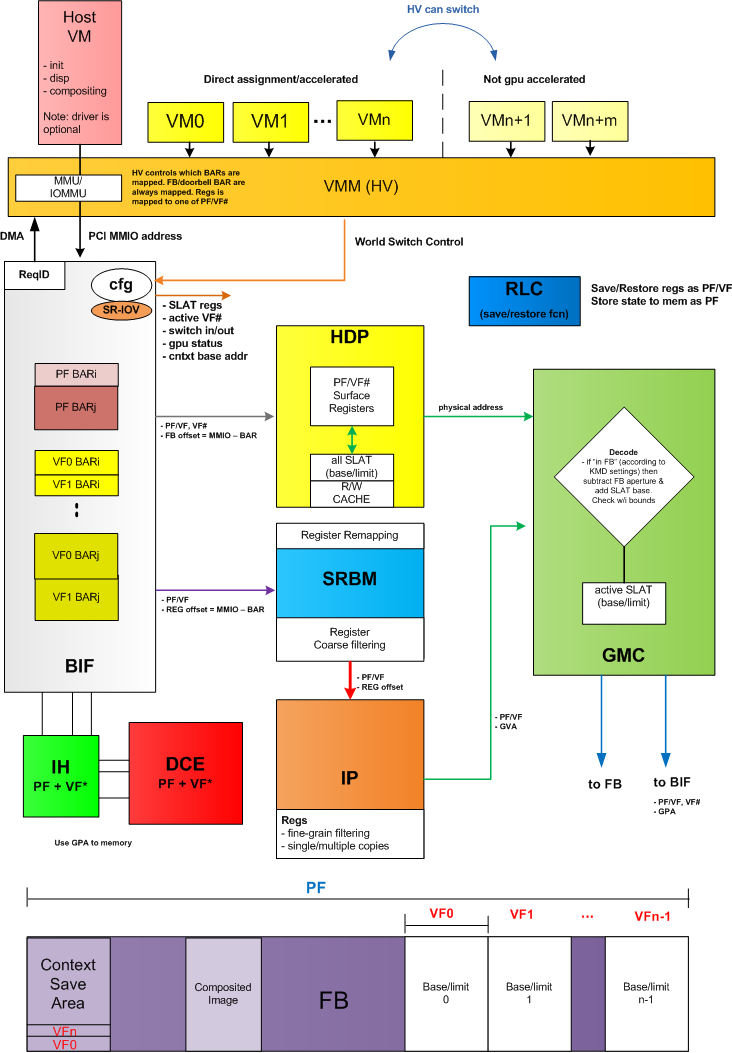 Host
VM
- init
- disp
- compositing
Note: driver is
optional
HV can switch
Direct assignment/accelerated
Not gpu accelerated
VM0
VM1
...
VMn
VMn+1
VMn+m
MMU/
IOMMU
HV controls which BARs are
mapped. FB/doorbell BAR are
always mapped. Regs is
mapped to one of PF/VF#
VMM (HV)
DMA
PCI MMIO address
World Switch Control
ReqID
cfg
SR-IOV
- SLAT regs
- active VF#
- switch in/out
- gpu status
- cntxt base addr
RLC
(save/restore fcn)
Save/Restore regs as PF/VF
Store state to mem as PF
PF BARi
PF BARj
VF0 BARi
VF1 BARi
VF0 BARj
VF1 BARj
BIF
- PF/VF, VF#
- FB offset = MMIO – BAR
HDP
PF/VF#
Surface
Registers
all SLAT
(base/limit)
R/W
CACHE
physical address
Decode
- if "in FB" (according to
KMD settings) then
subtract FB aperture &
add SLAT base.
Check w/i bounds
active SLAT
(base/limit)
GMC
- PF/VF
- REG offset = MMIO – BAR
Register Remapping
SRBM
Register
Coarse filtering
- PF/VF
- REG offset
IP
Regs
- fine-grain filtering
- single/multiple copies
- PF/VF
- GVA
to FB
to BIF
- PF/VF, VF#
- GPA
IH
PF + VF*
DCE
PF + VF*
Use GPA to memory
PF
VF0
VF1
...
VFn-1
Context
Save
Area
VFn
VF0
Composited
Image
FB
Base/limit
0
Base/limit
1
Base/limit
n-1